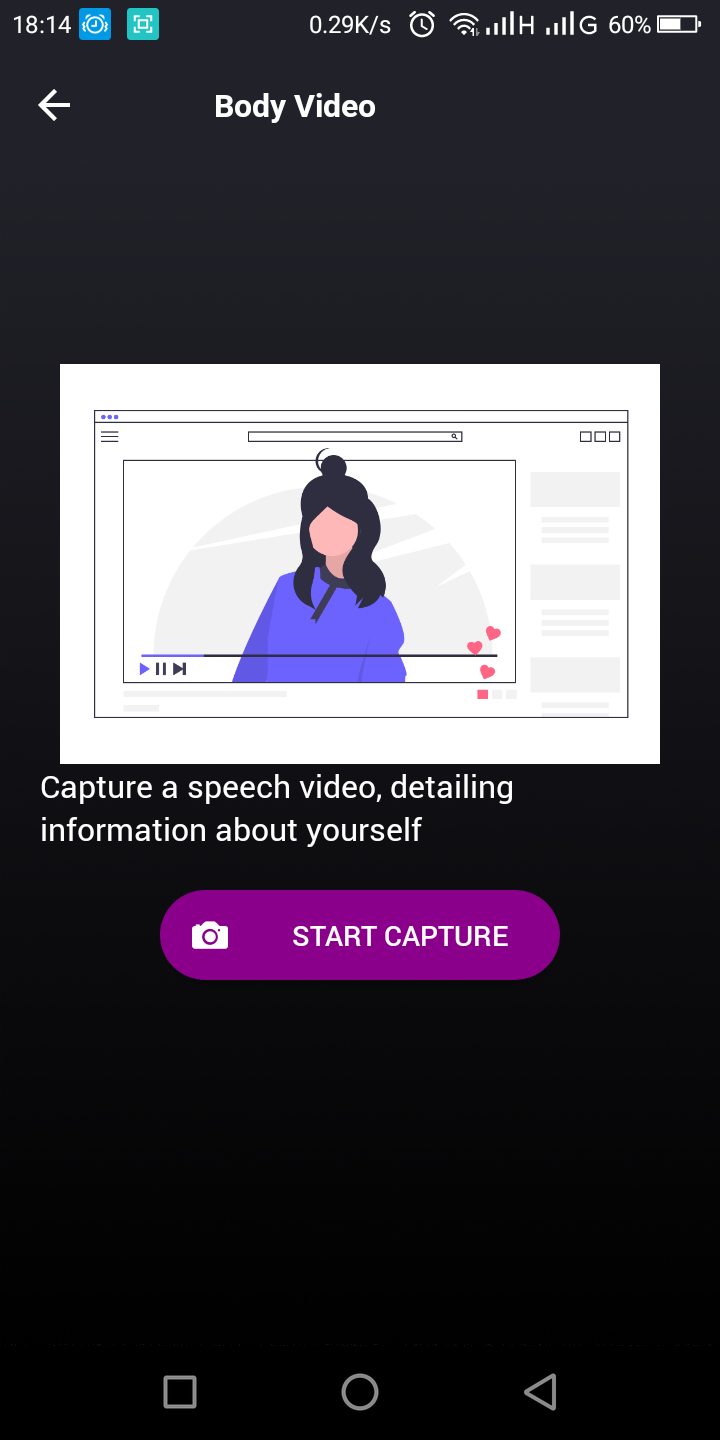 18:14 0.29K/s H G 60%
Body Video
Capture a speech video, detailing
information about yourself
START CAPTURE